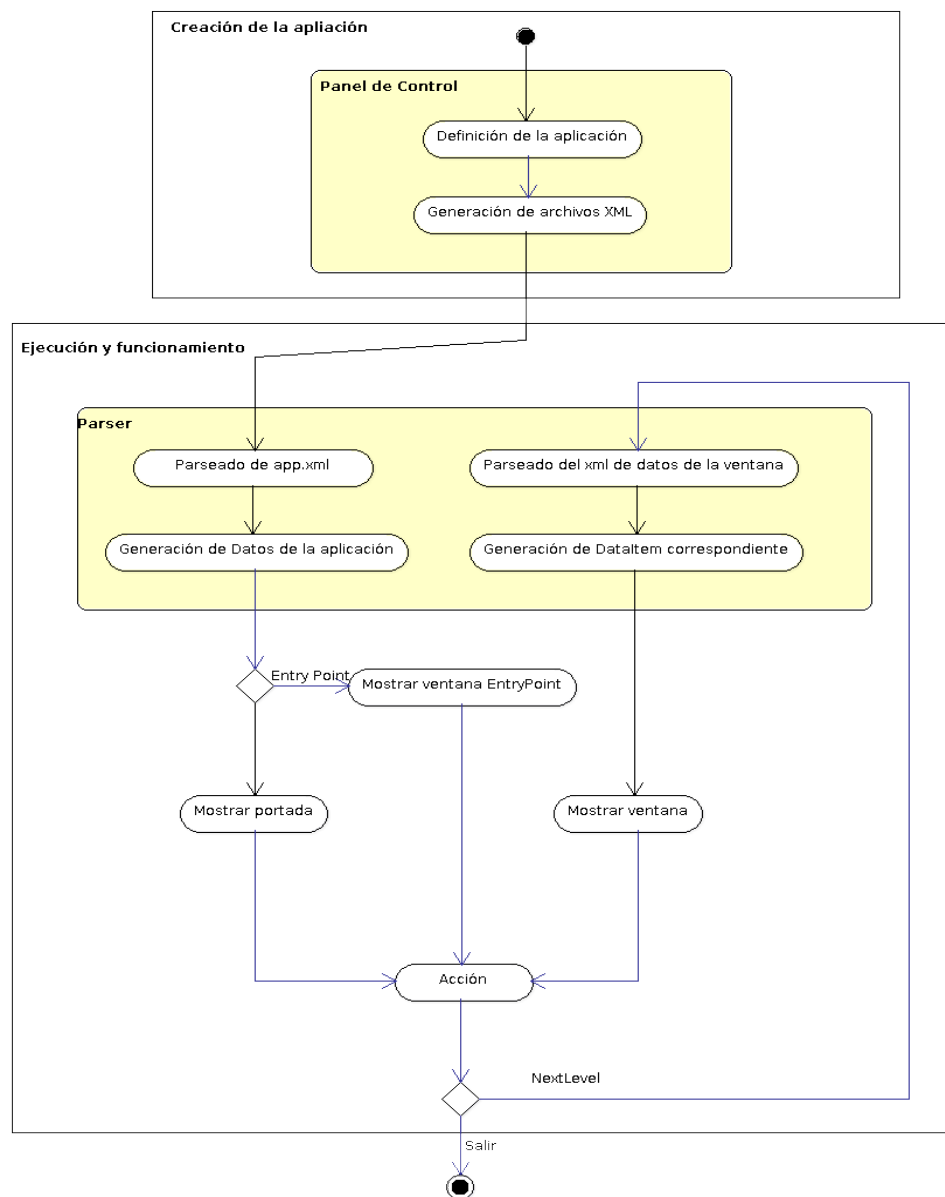 Creación de la apliación
Panel de Control
Definición de la aplicación
Generación de archivos XML
Ejecución y funcionamiento
Parser
Parseado de app.xml
Parseado del xml de datos de la ventana
Generación de Datos de la aplicación
Generación de DataItem correspondiente
Entry Point
Mostrar ventana EntryPoint
Mostrar portada
Mostrar ventana
Acción
NextLevel
Salir